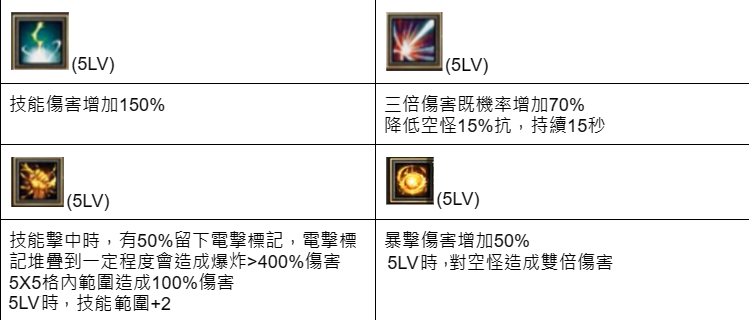 (5LV)
(5LV)
技能傷害增加150%
三倍傷害既機率增加70%
降低空怪15%抗，持續15秒
(5LV)
(5LV)
技能擊中時，有50%留下電擊標記，電擊標
記堆疊到一定程度會造成爆炸>400%傷害
5X5格內範圍造成100%傷害
5LV時，技能範圍+2
暴擊傷害增加50%
5LV時，對空怪造成雙倍傷害